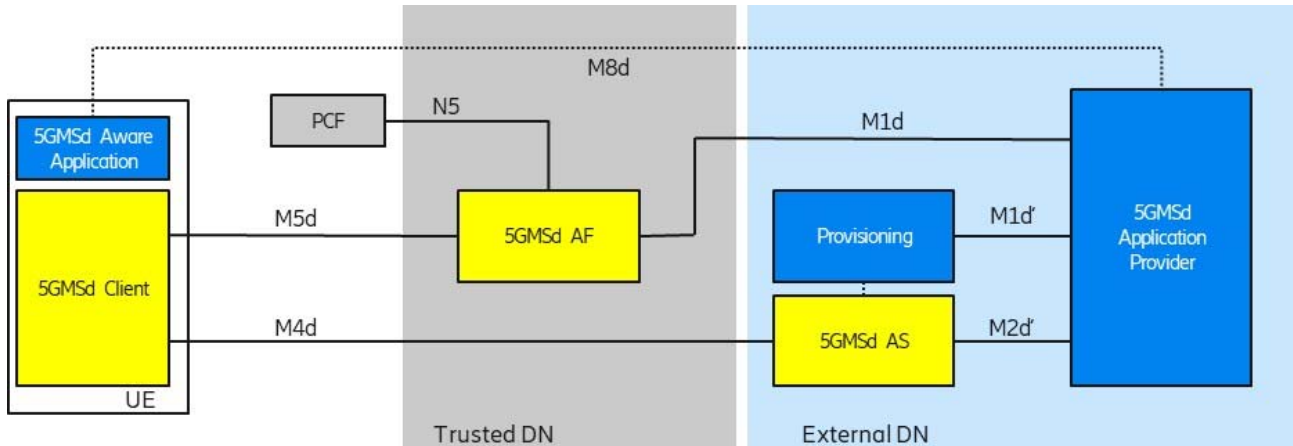 M8d
PCF
N5
M1d
5GMSd Aware
Application
M5d
5GMSd AF
Provisioning
M1d'
5GMSd
Application
Provider
5GMSd Client
M4d
5GMSd AS
M2d'
UE
Trusted DN
External DN